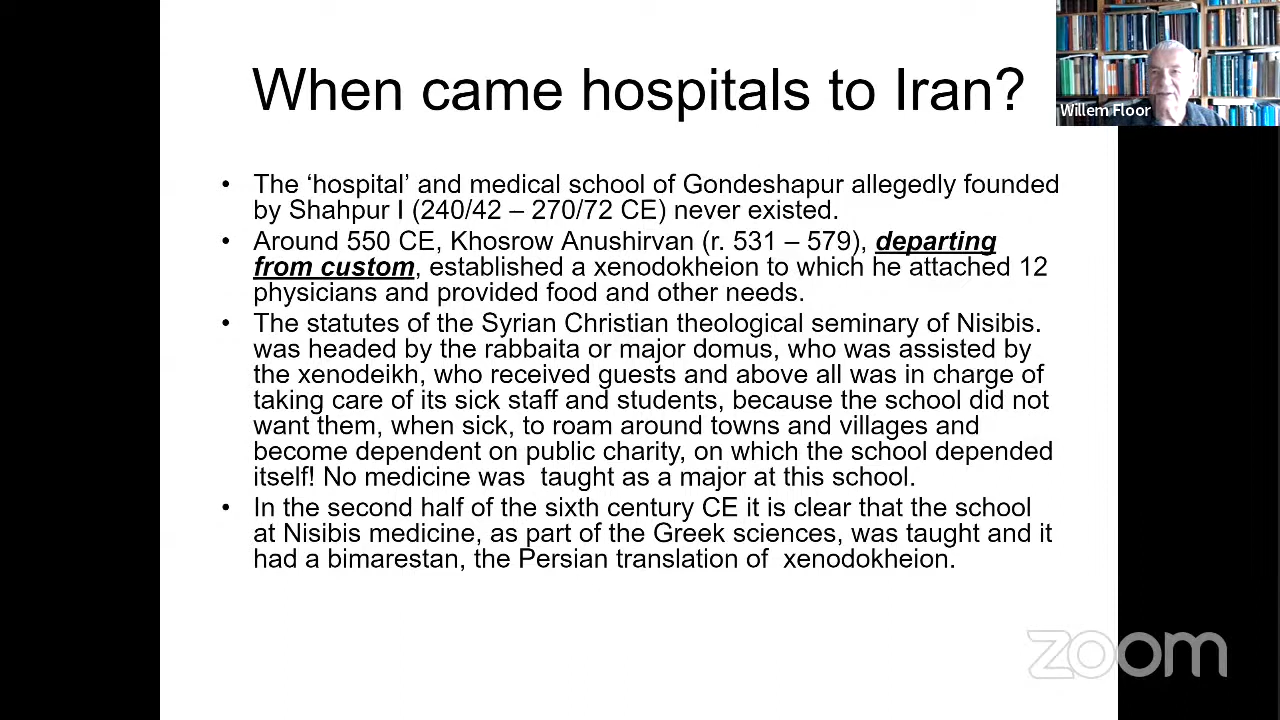 When came hospitals to Iran?
Willem Floor
• The ‘hospital’ and medical school of Gondeshapur allegedly founded
by Shahpur I (240/42 – 270/72 CE) never existed.
• Around 550 CE, Khosrow Anushirvan (r. 531 – 579), departing
from custom, established a xenodokheion to which he attached 12
physicians and provided food and other needs.
• The statutes of the Syrian Christian theological seminary of Nisibis.
was headed by the rabbaita or major domus, who was assisted by
the xenodeikh, who received guests and above all was in charge of
taking care of its sick staff and students, because the school did not
want them, when sick, to roam around towns and villages and
become dependent on public charity, on which the school depended
itself! No medicine was  taught as a major at this school.
• In the second half of the sixth century CE it is clear that the school
at Nisibis medicine, as part of the Greek sciences, was taught and it
had a bimarestan, the Persian translation of  xenodokheion.
zoom